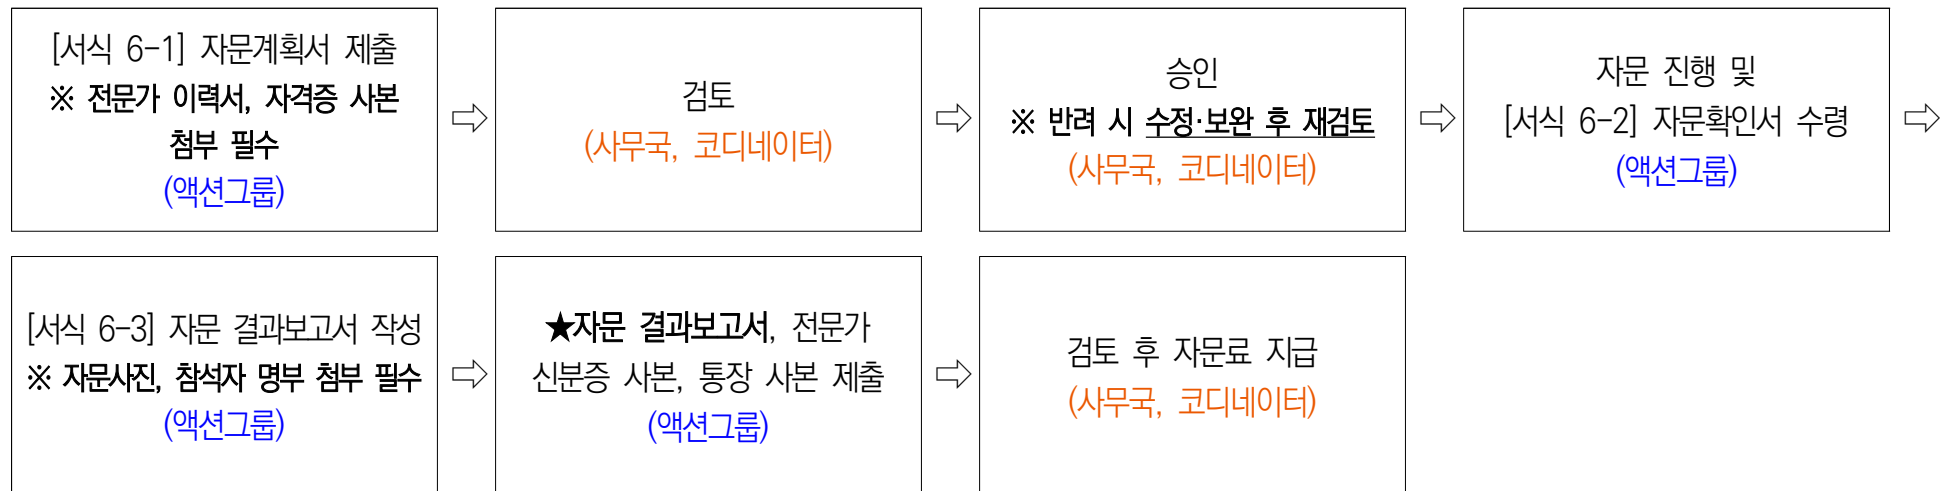 [서식 6-1] 자문계획서 제출
※ 전문가 이력서, 자격증 사본
첨부 필수
(액션그룹)
⇨
검토
(사무국, 코디네이터)
⇨
승인
※ 반려 시 수정·보완 후 재검토
(사무국, 코디네이터)
⇨
자문 진행 및
[서식 6-2] 자문확인서 수령
(액션그룹)
⇨
[서식 6-3] 자문 결과보고서 작성
※ 자문사진, 참석자 명부 첨부 필수
(액션그룹)
⇨
★자문 결과보고서, 전문가
신분증 사본, 통장 사본 제출
(액션그룹)
⇨
검토 후 자문료 지급
(사무국, 코디네이터)